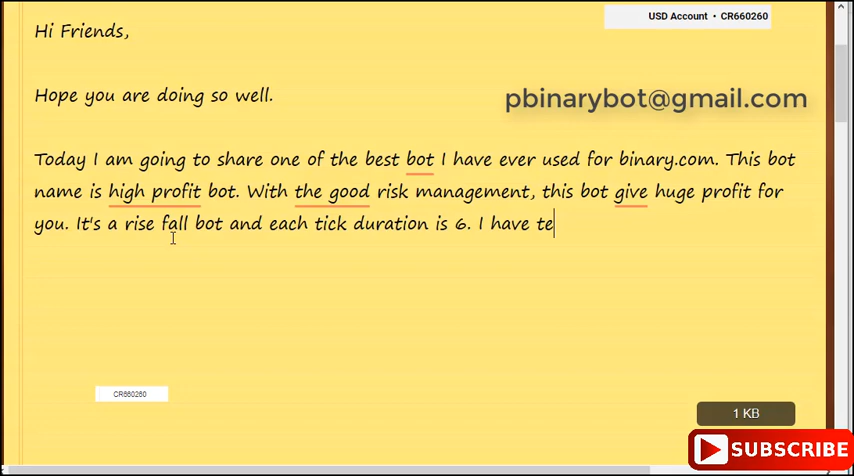 USD Account • CR660260
Hi Friends,
Hope you are doing so well.
pbinarybot@gmail.com
Today I am going to share one of the best bot I have ever used for binary.com. This bot
name is high profit bot. With the good risk management, this bot give huge profit for
you. It's a rise fall bot and each tick duration is 6. I have te
CR660260
1 KB
SUBSCRIBE